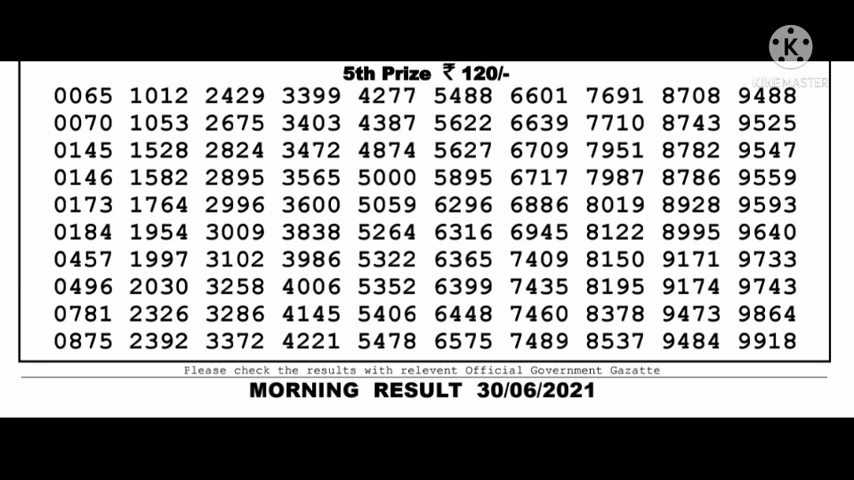 K
KINEMASTER
5th Prize ₹ 120/-
0065 1012 2429 3399 4277 5488 6601 7691 8708 9488
0070 1053 2675 3403 4387 5622 6639 7710 8743 9525
0145 1528 2824 3472 4874 5627 6709 7951 8782 9547
0146 1582 2895 3565 5000 5895 6717 7987 8786 9559
0173 1764 2996 3600 5059 6296 6886 8019 8928 9593
0184 1954 3009 3838 5264 6316 6945 8122 8995 9640
0457 1997 3102 3986 5322 6365 7409 8150 9171 9733
0496 2030 3258 4006 5352 6399 7435 8195 9174 9743
0781 2326 3286 4145 5406 6448 7460 8378 9473 9864
0875 2392 3372 4221 5478 6575 7489 8537 9484 9918
Please check the results with relevent Official Government Gazatte
MORNING RESULT 30/06/2021